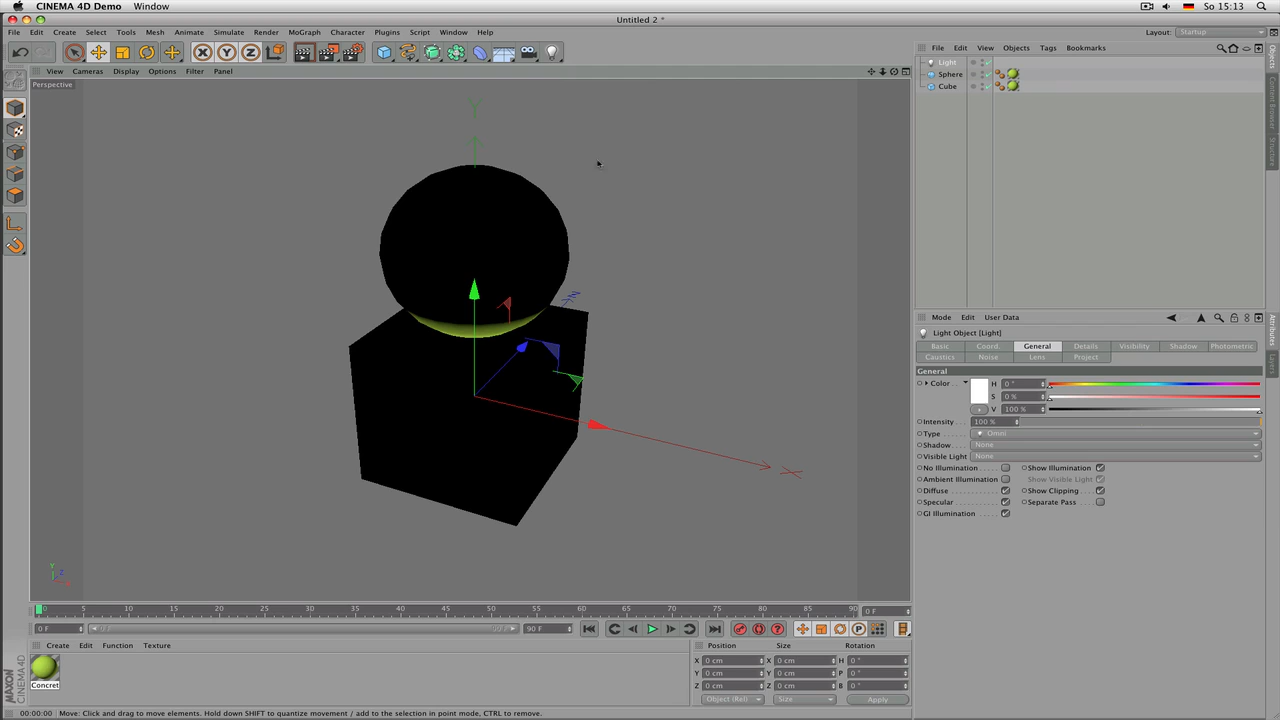 CINEMA 4D Demo Window So 15:13
Untitled 2 *
File Edit Create Select Tools Mesh Animate Simulate Render MoGraph Character Plugins Script Window Help Layout: Startup
File Edit View Objects Tags Bookmarks
View Cameras Display Options Filter Panel
Perspective
Light
Sphere
Cube
Objects
Content Browser
Structure
Mode Edit User Data
Light Object [Light]
Basic Coord. General Details Visibility Shadow Photometric
Caustics Noise Lens Project
General
Color H 0 °
S 0 %
V 100 %
Intensity 100 %
Type Omni
Shadow None
Visible Light None
No Illumination Show Illumination
Ambient Illumination Show Visible Light
Diffuse Show Clipping
Specular Separate Pass
GI Illumination
Attributes
Layers
Y
Z
X
Y
Z
X
0 5 10 15 20 25 30 35 40 45 50 55 60 65 70 75 80 85 90 0 F
0 F 90 F
Create Edit Function Texture
Concret
Position Size Rotation
X 0 cm X 0 cm H 0 °
Y 0 cm Y 0 cm P 0 °
Z 0 cm Z 0 cm B 0 °
Object (Rel) Size Apply
MAXON
CINEMA 4D
00:00:00 Move: Click and drag to move elements. Hold down SHIFT to quantize movement / add to the selection in point mode, CTRL to remove.